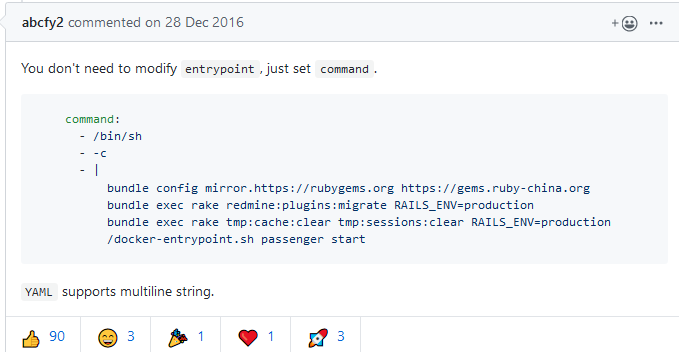 abcfy2 commented on 28 Dec 2016
You don't need to modify entrypoint, just set command.
command:
- /bin/sh
- -c
- |
bundle config mirror.https://rubygems.org https://gems.ruby-china.org
bundle exec rake redmine:plugins:migrate RAILS_ENV=production
bundle exec rake tmp:cache:clear tmp:sessions:clear RAILS_ENV=production
/docker-entrypoint.sh passenger start
YAML supports multiline string.
90 3 1 1 3